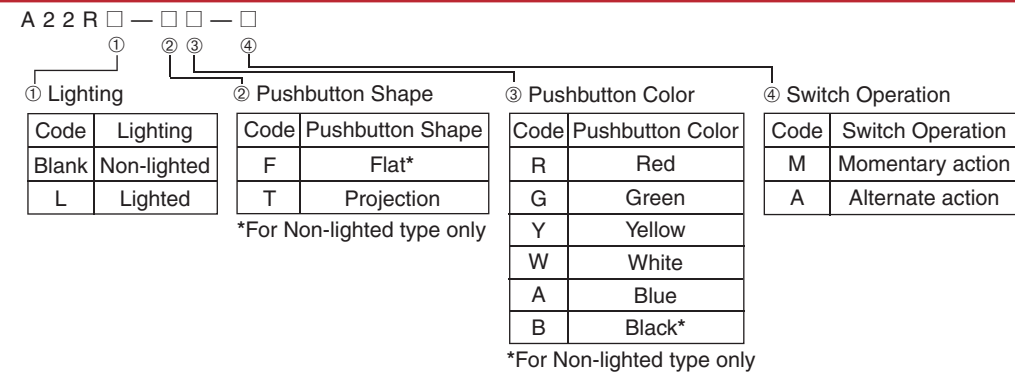 A22R□—□□—□
① ② ③ ④
① Lighting
Code Lighting
Blank Non-lighted
L Lighted
② Pushbutton Shape
Code Pushbutton Shape
F Flat*
T Projection
*For Non-lighted type only
③ Pushbutton Color
Code Pushbutton Color
R Red
G Green
Y Yellow
W White
A Blue
B Black*
*For Non-lighted type only
④ Switch Operation
Code Switch Operation
M Momentary action
A Alternate action